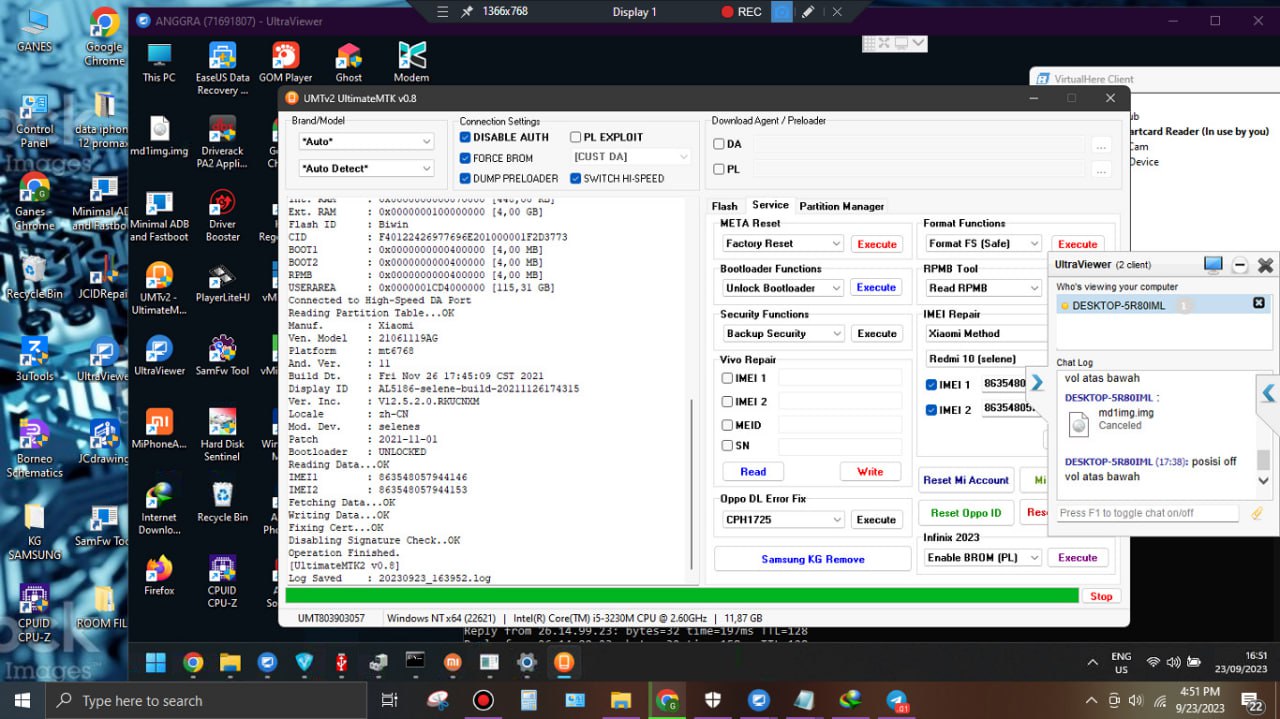 1366x768
Display 1
REC
ANGGRA (71691807) - UltraViewer
GANES
Google
Chrome
Control
Panel
data iphon
12 promax
Ganes -
Chrome
Minimal AD
and Fastboot
Recycle Bin
JCIDRepai
3uTools
UltraViewe
Borneo
Schematics
JCdrawing
KG
SAMSUNG
SamFw Too
CPUID
CPU-Z
ROOM FIL
Images
This PC
EaseUS Data
Recovery ...
GOM Player
Ghost
Modem
md1img.img
Driverack
PA2 Appli...
Minimal ADB
and Fastboot
Driver
Booster
UMTv2 -
UltimateM...
PlayerLiteHJ
UltraViewer
SamFw Tool
MiPhoneA...
Hard Disk
Sentinel
Internet
Downlo...
Recycle Bin
Firefox
CPUID
CPU-Z
VirtualHere Client
ub
artcard Reader (In use by you)
Cam
Device
UMTv2 UltimateMTK v0.8
Brand/Model
*Auto*
*Auto Detect*
Connection Settings
DISABLE AUTH
PL EXPLOIT
FORCE BROM
[CUST DA]
DUMP PRELOADER
SWITCH HI-SPEED
Download Agent / Preloader
DA
...
PL
...
Ext. RAM : 0x0000000100000000 [4,00 GB]
Flash ID : Biwin
CID : F40122426977696E201000001F2D3773
BOOT1 : 0x0000000000400000 [4,00 MB]
BOOT2 : 0x0000000000400000 [4,00 MB]
RPMB : 0x0000000000400000 [4,00 MB]
USERAREA : 0x0000001CD4000000 [115,31 GB]
Connected to High-Speed DA Port
Reading Partition Table...OK
Manuf. : Xiaomi
Ven. Model : 21061119AG
Platform : mt6768
And. Ver. : 11
Build Dt. : Fri Nov 26 17:45:09 CST 2021
Display ID : AL5186-selene-build-20211126174315
Ver. Inc. : V12.5.2.0.RKUCNXM
Locale : zh-CN
Mod. Dev. : selenes
Patch : 2021-11-01
Bootloader : UNLOCKED
Reading Data...OK
IMEI1 : 863548057944146
IMEI2 : 863548057944153
Fetching Data...OK
Writing Data...OK
Fixing Cert...OK
Disabling Signature Check..OK
Operation Finished.
[UltimateMTK2 v0.8]
Log Saved : 20230923_163952.log
Flash
Service
Partition Manager
META Reset
Factory Reset
Execute
Bootloader Functions
Unlock Bootloader
Execute
Security Functions
Backup Security
Execute
Vivo Repair
IMEI 1
IMEI 2
MEID
SN
Read
Write
Oppo DL Error Fix
CPH1725
Execute
Samsung KG Remove
Format Functions
Format FS (Safe)
Execute
RPMB Tool
Read RPMB
IMEI Repair
Xiaomi Method
Redmi 10 (selene)
IMEI 1
8635480
IMEI 2
8635480
Reset Mi Account
Mi
Reset Oppo ID
Rese
Infinix 2023
Enable BROM (PL)
Execute
Stop
UMT803903057
Windows NT x64 (22621)
Intel(R) Core(TM) i5-3230M CPU @ 2.60GHz
11,87 GB
Reply from 26.14.99.23: bytes=32 time=197ms TTL=128
UltraViewer (2 client)
Who's viewing your computer
DESKTOP-5R80IML
1
Chat Log
vol atas bawah
DESKTOP-5R80IML :
md1img.img
Canceled
DESKTOP-5R80IML (17:38): posisi off
vol atas bawah
Press F1 to toggle chat on/off
ENG
US
16:51
23/09/2023
Type here to search
4:51 PM
9/23/2023
22